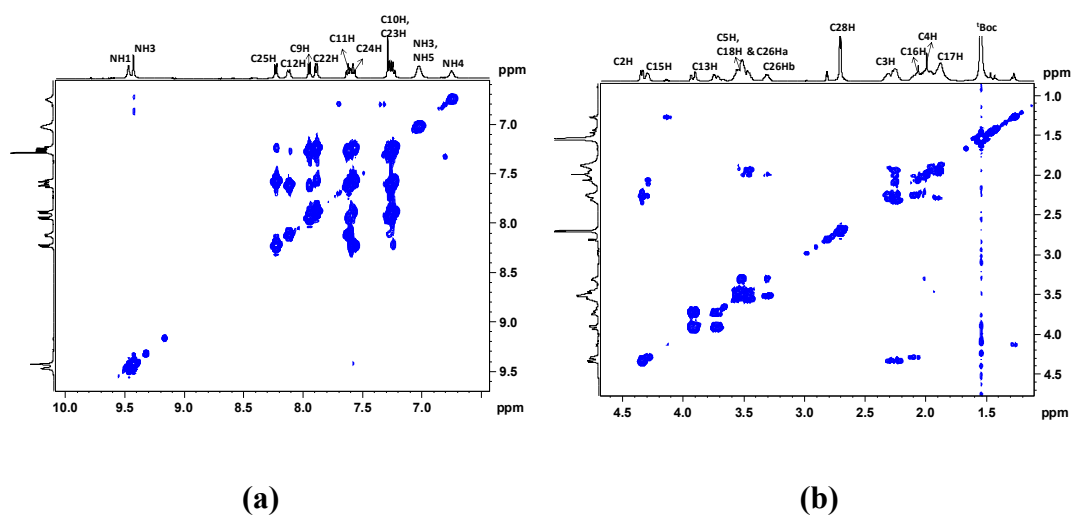 C10H,
C23H
C11H
C9H
C24H
NH3,
NH5
NH1
NH3
C25H
C12H
C22H
NH4
ppm
7.0
7.5
8.0
8.5
9.0
9.5
10.0 9.5 9.0 8.5 8.0 7.5 7.0 ppm
(a)
C28H
C4H
tBoc
C5H,
C18H & C26Ha
C16H
C2H
C15H
C13H
C26Hb
C3H
C17H
ppm
1.0
1.5
2.0
2.5
3.0
3.5
4.0
4.5
4.5 4.0 3.5 3.0 2.5 2.0 1.5 ppm
(b)